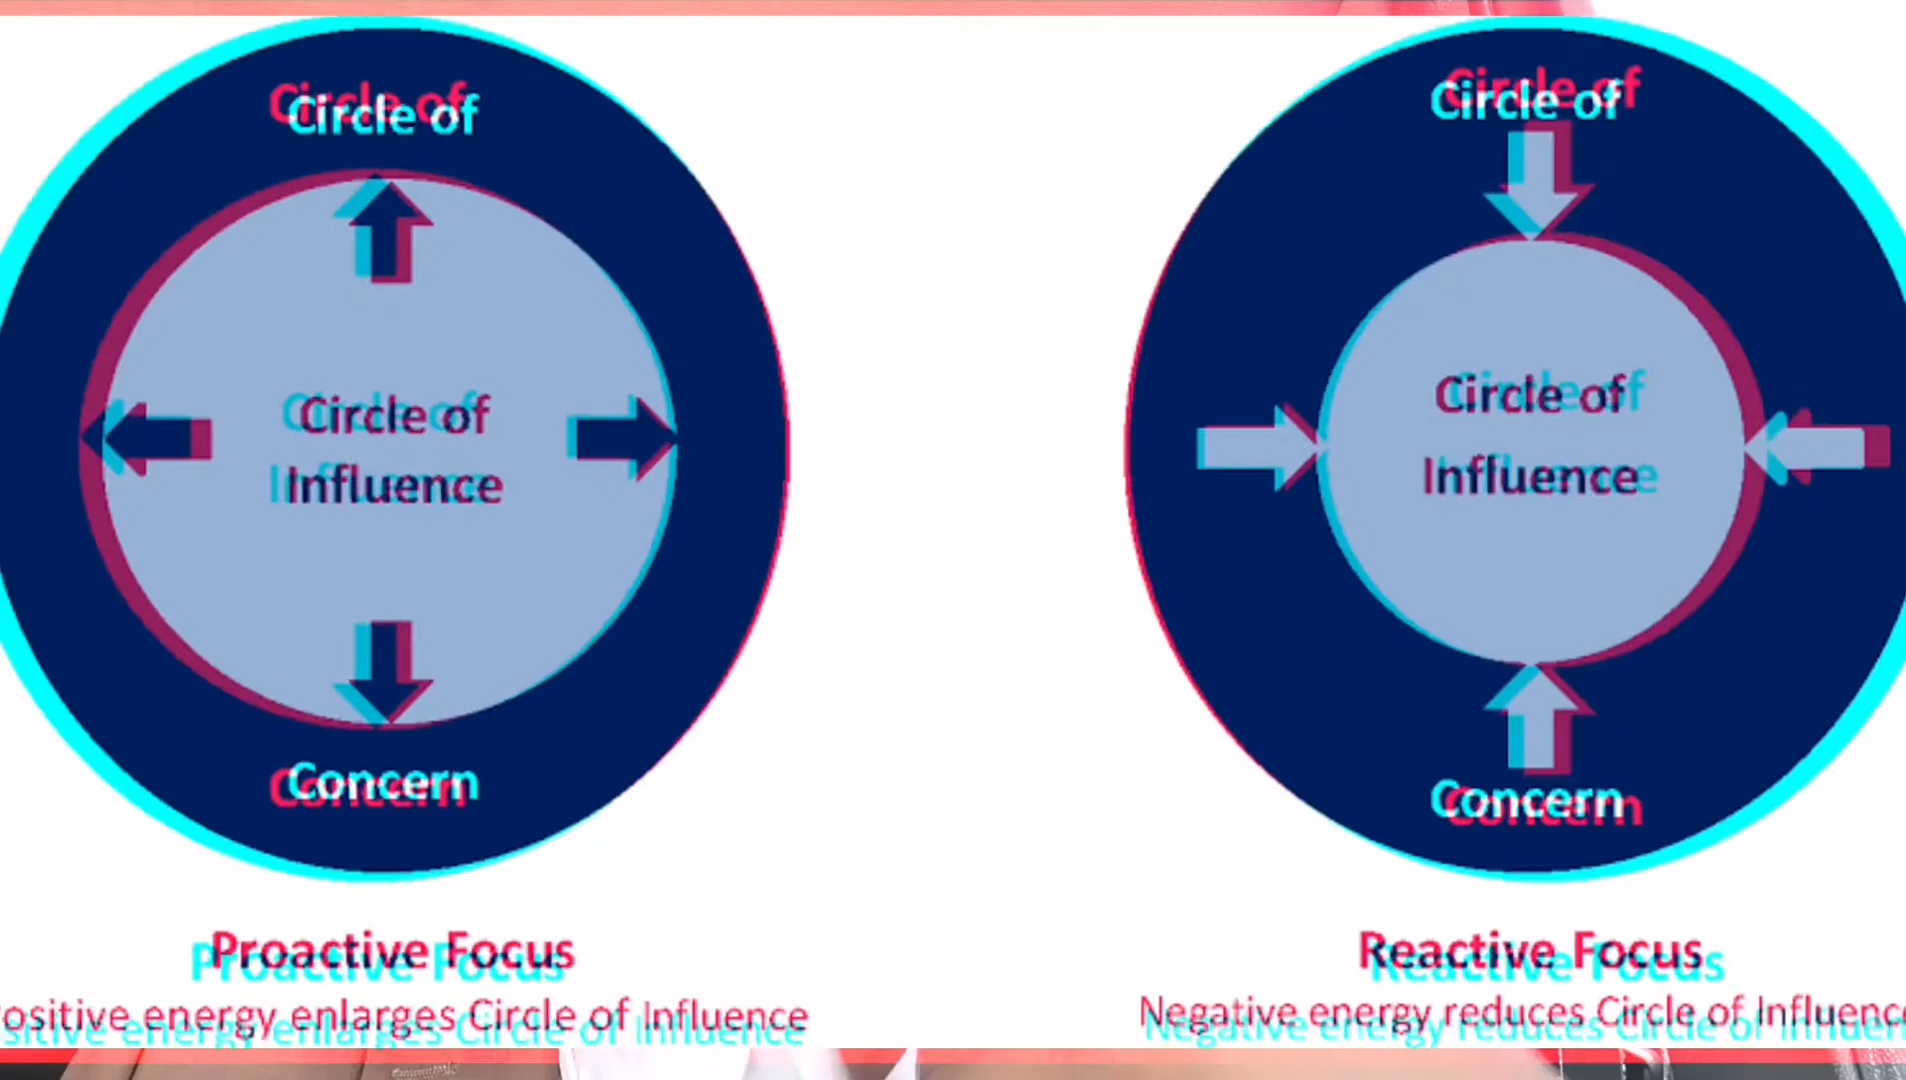 Circle of
Circle of
Influence
Concern
Proactive Focus
ositive energy enlarges Circle of Influence
Circle of
Circle of
Influence
Concern
Reactive Focus
Negative energy reduces Circle of Influenc